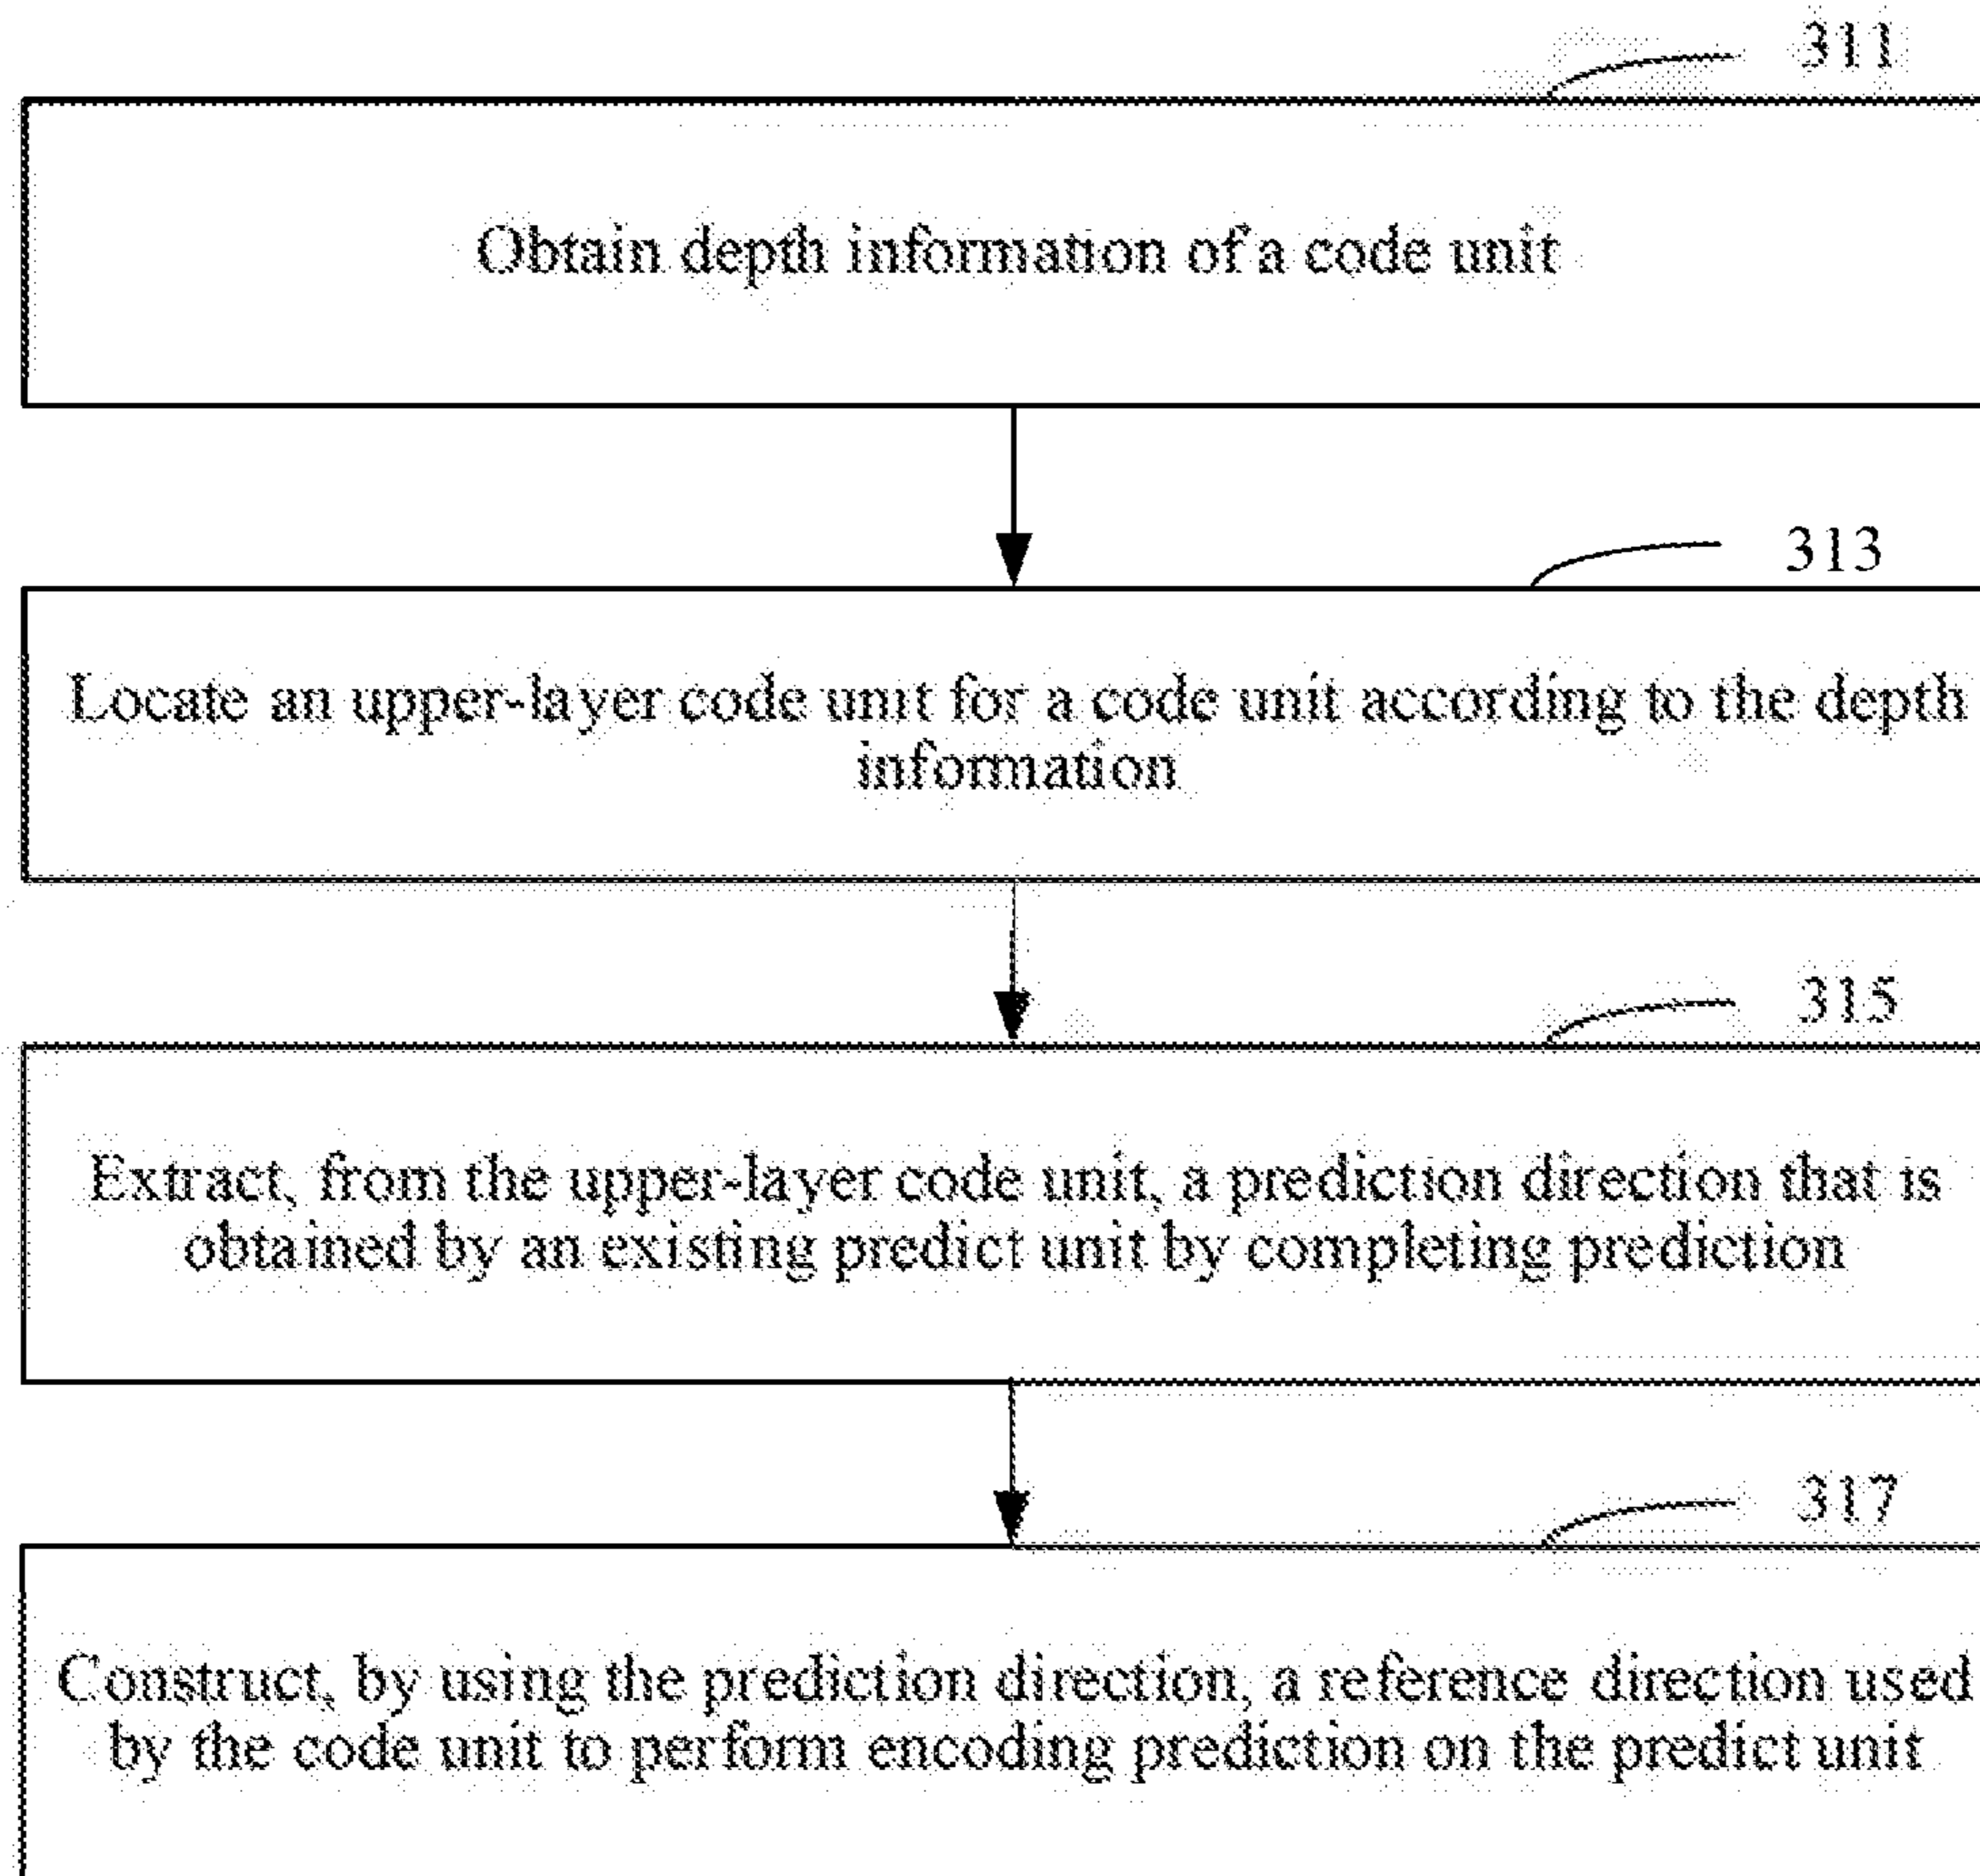 311
Obtain depth information of a code unit
313
Locate an upper-layer code unit for a code unit according to the depth
information
315
Extract, from the upper-layer code unit, a prediction direction that is
obtained by an existing predict unit by completing prediction
317
Construct, by using the prediction direction, a reference direction used
by the code unit to perform encoding prediction on the predict unit